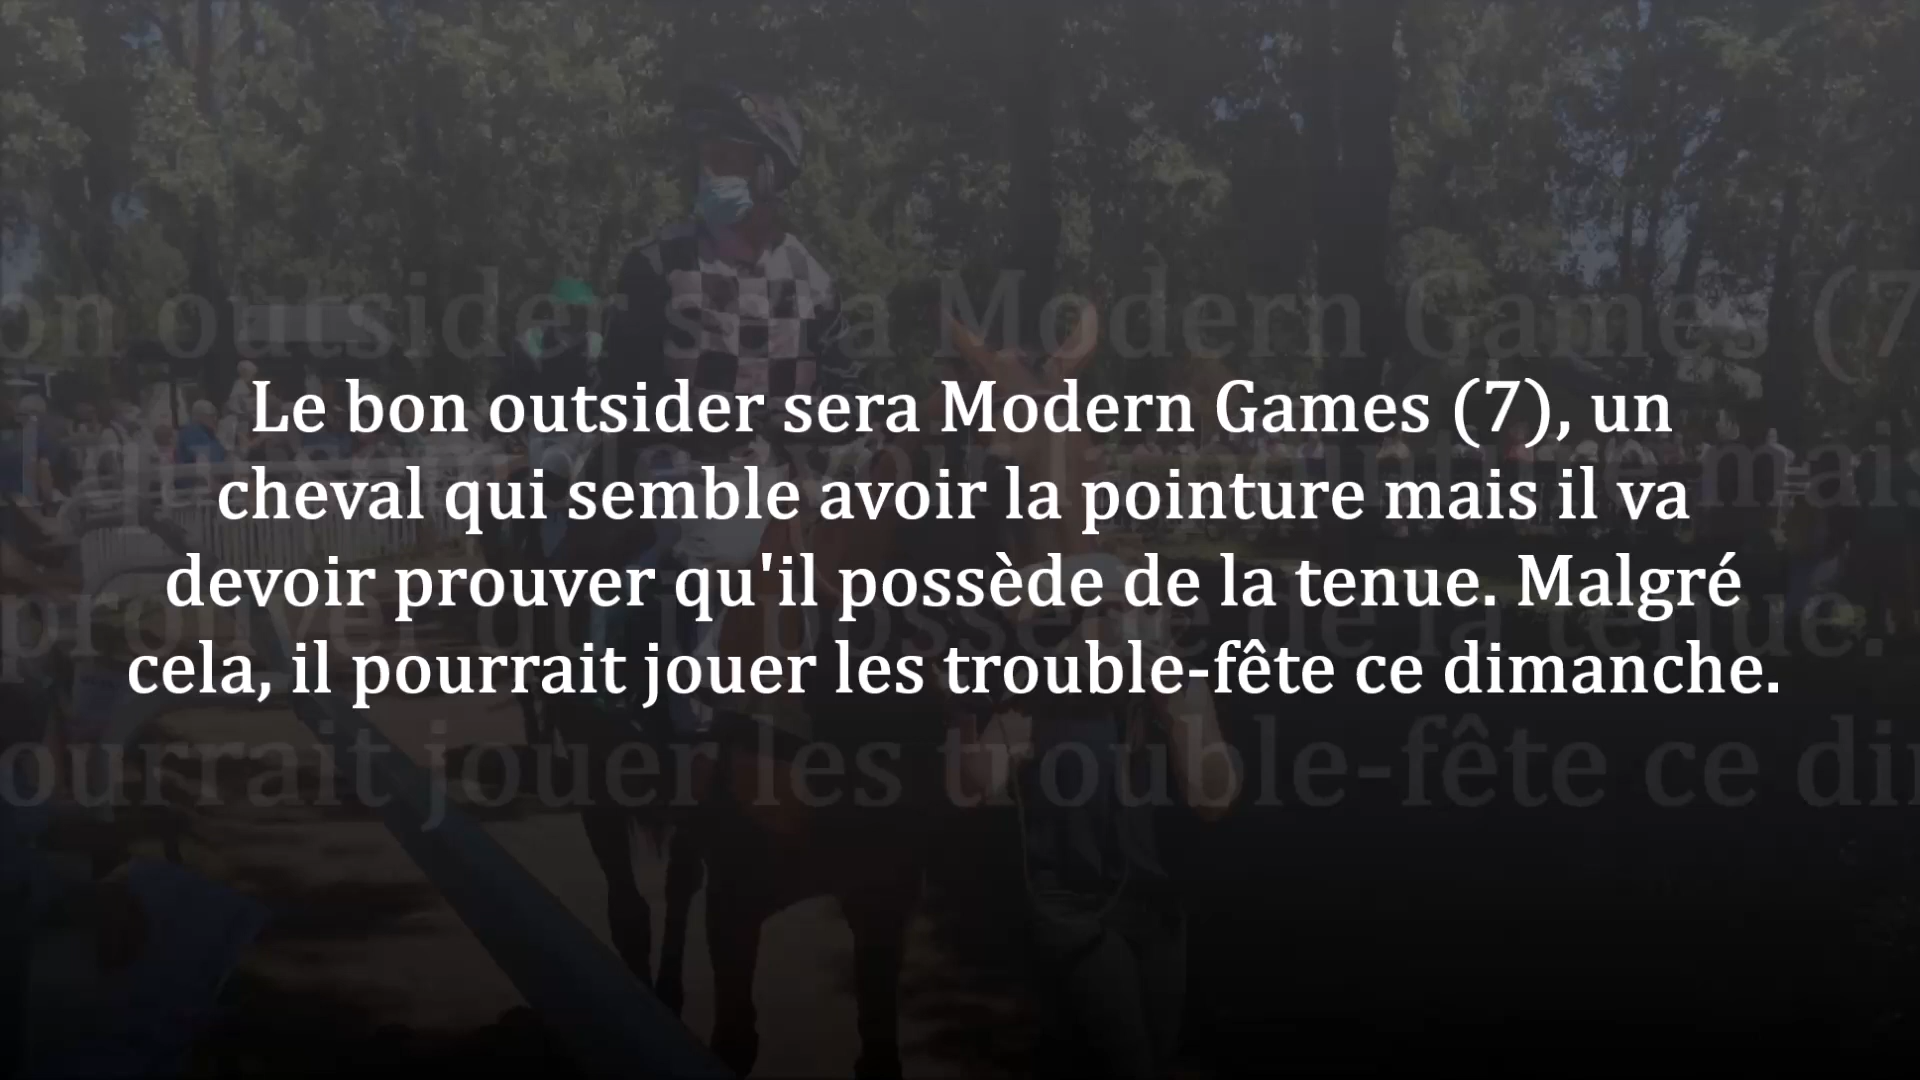 Le bon outsider sera Modern Games (7), un
cheval qui semble avoir la pointure mais il va
devoir prouver qu'il possède de la tenue. Malgré
cela, il pourrait jouer les trouble-fête ce dimanche.